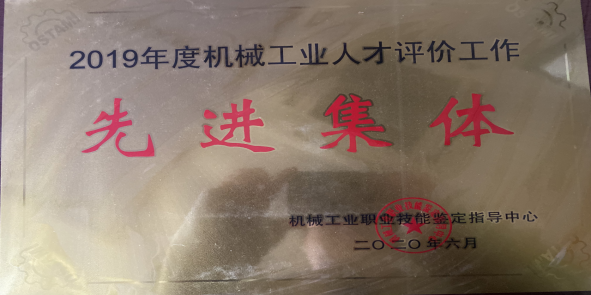 2019年度机械工业人才评价工作
先进集体
机械工业职业技能鉴定指导中心
二〇二〇年六月